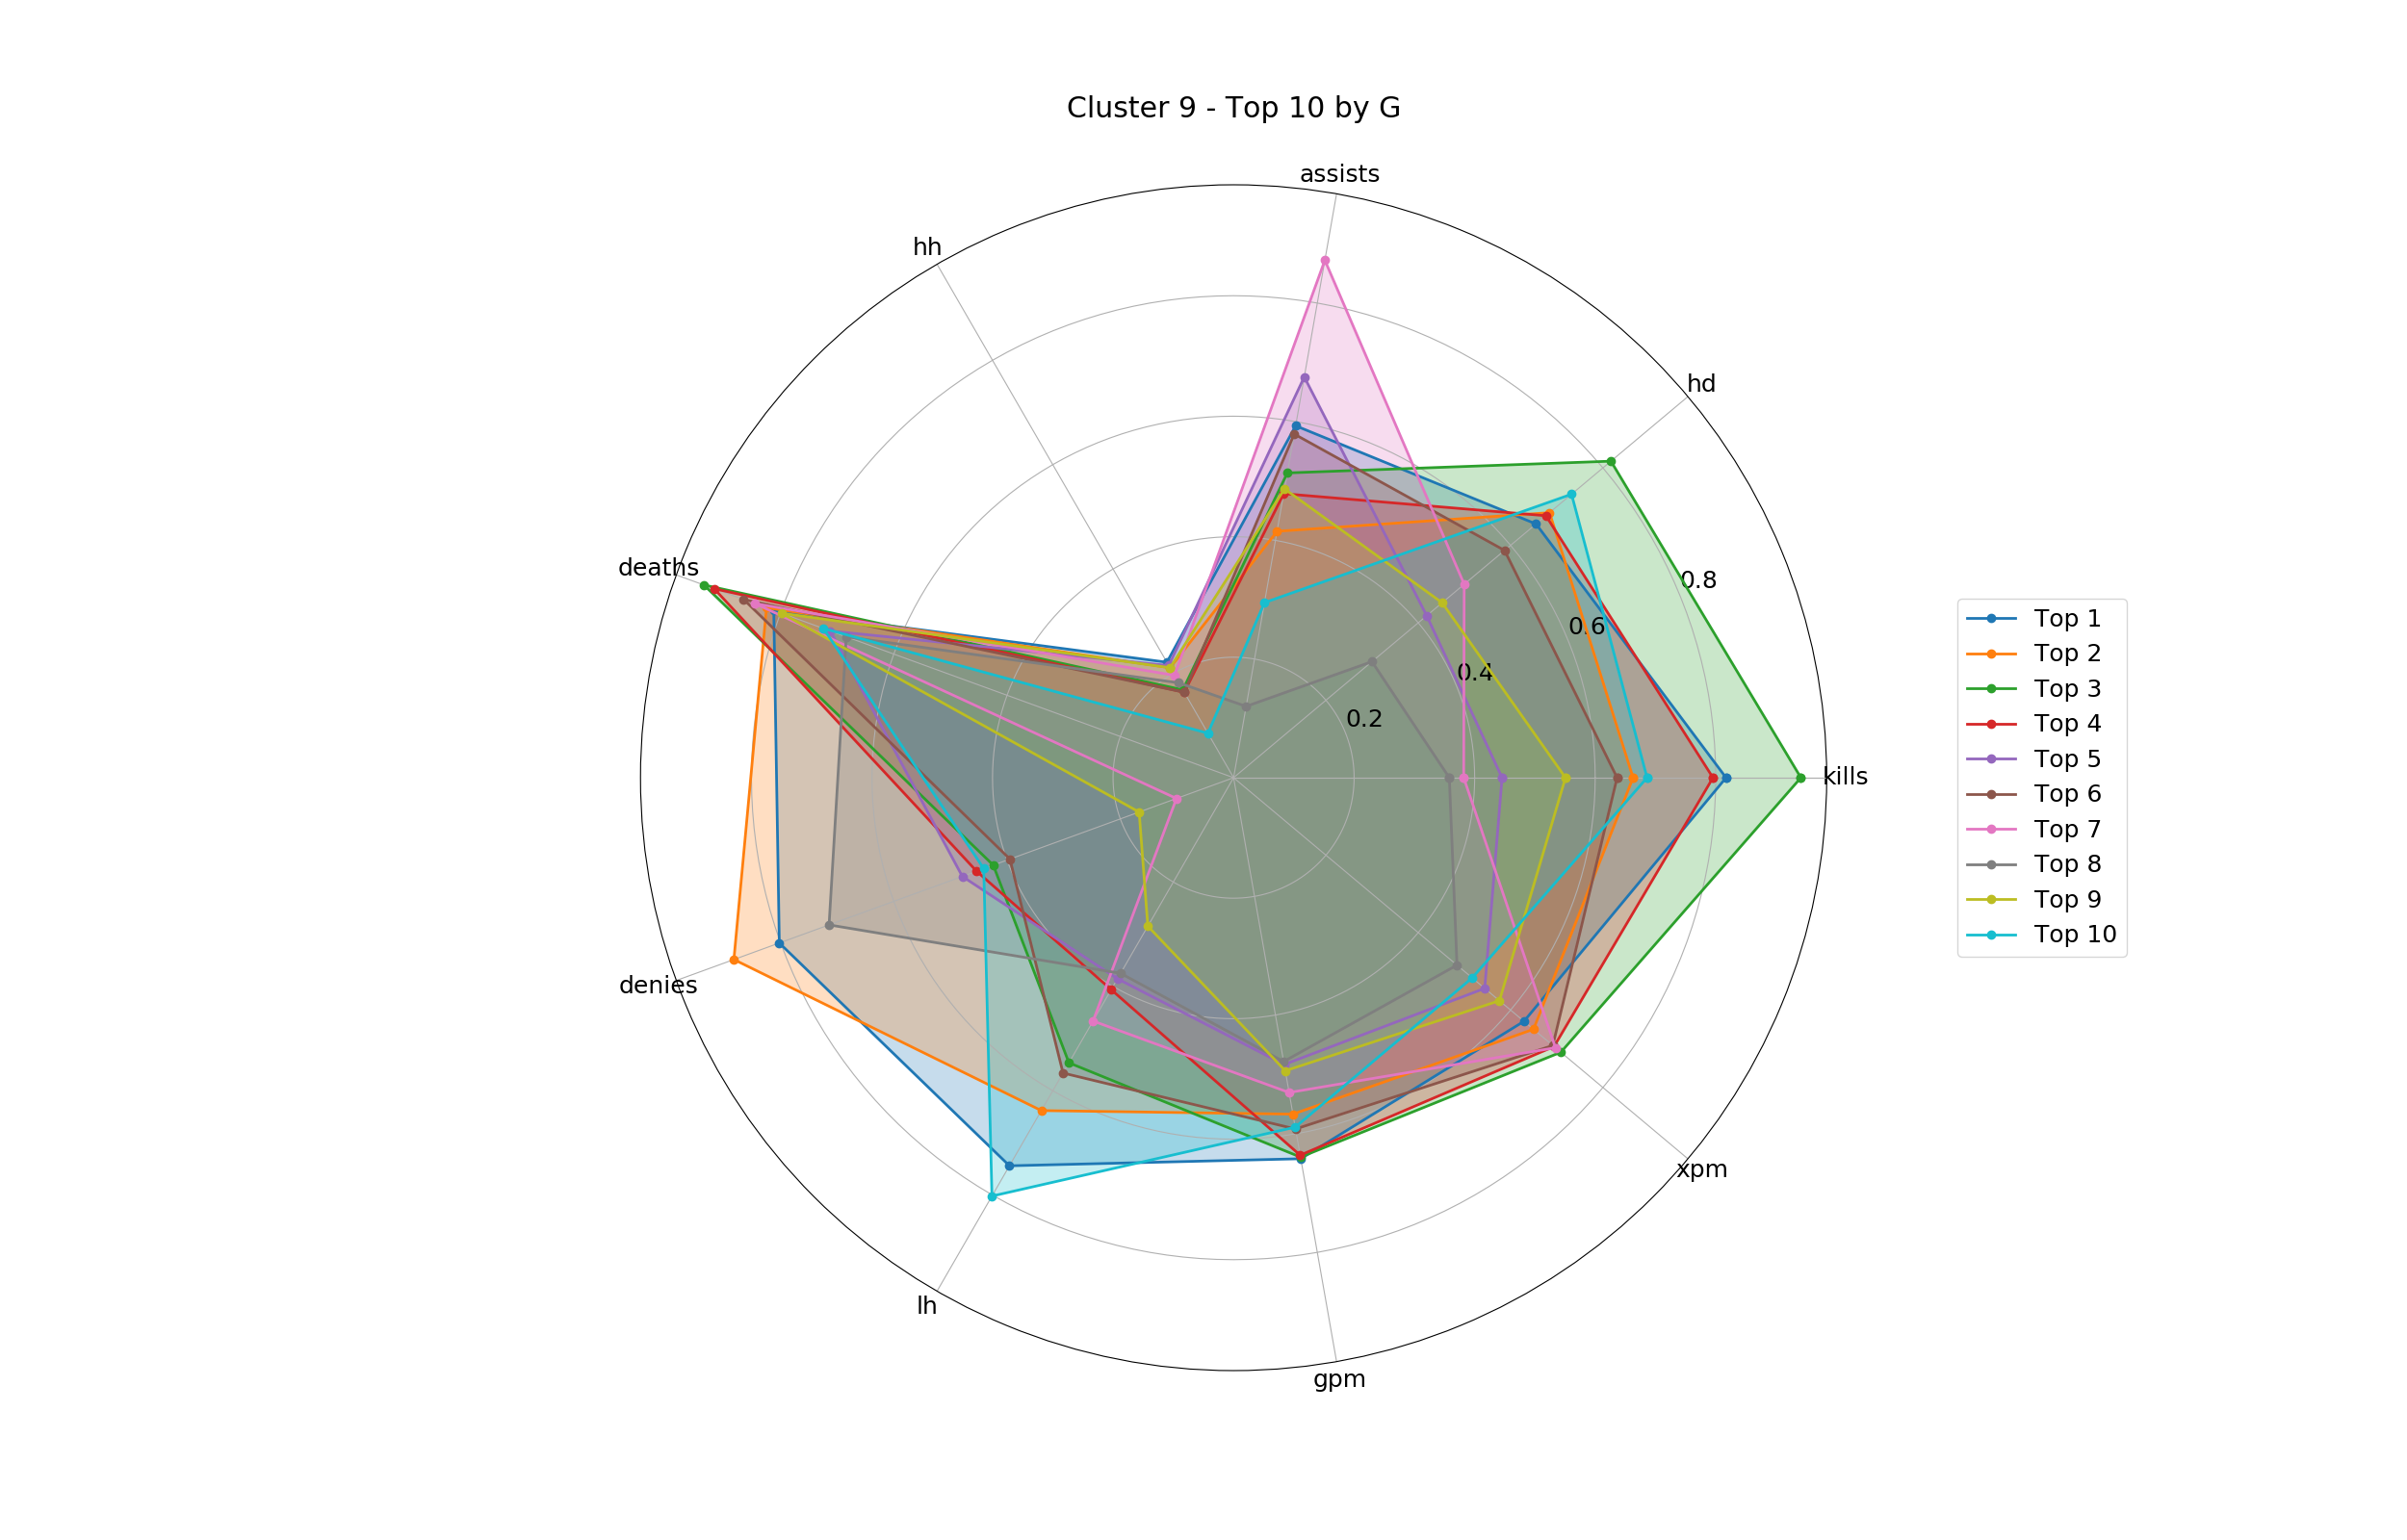 Cluster 9 - Top 10 by G
assists
hh
hd
deaths
0.8
0.6
0.4
0.2
kills
denies
xpm
lh
gpm
Top 1
Top 2
Top 3
Top 4
Top 5
Top 6
Top 7
Top 8
Top 9
Top 10